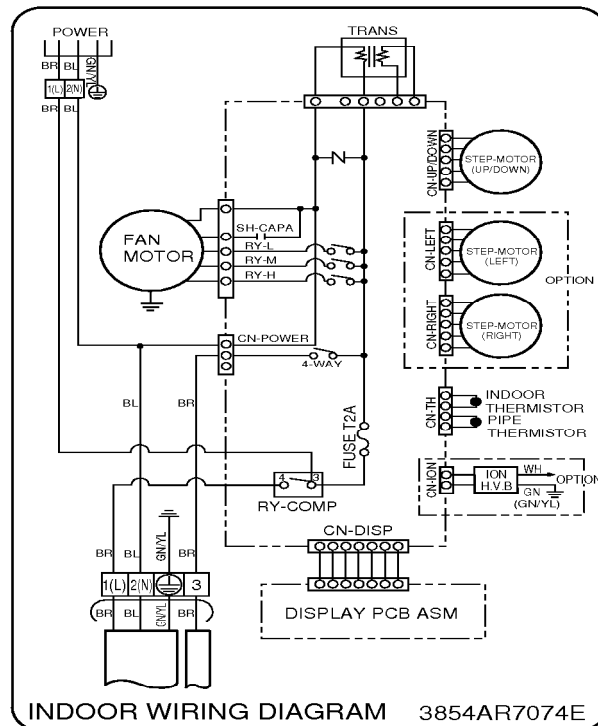 POWER
BR
BL
GN/YL
1(L)
2(N)
BR
BL
TRANS
N
FAN
MOTOR
SH-CAPA
RY-L
RY-M
RY-H
CN-POWER
4-WAY
BL
BR
FUSE T2A
4
3
RY-COMP
CN-UP/DOWN
STEP-MOTOR
(UP/DOWN)
CN-LEFT
STEP-MOTOR
(LEFT)
OPTION
CN-RIGHT
STEP-MOTOR
(RIGHT)
CN-TH
INDOOR
THERMISTOR
PIPE
THERMISTOR
CN-ION
ION
H.V.B
WH
OPTION
GN
(GN/YL)
CN-DISP
DISPLAY PCB ASM
BR
BL
GN/YL
BR
1(L)
2(N)
3
BR
BL
GN/YL
BR
INDOOR WIRING DIAGRAM
3854AR7074E